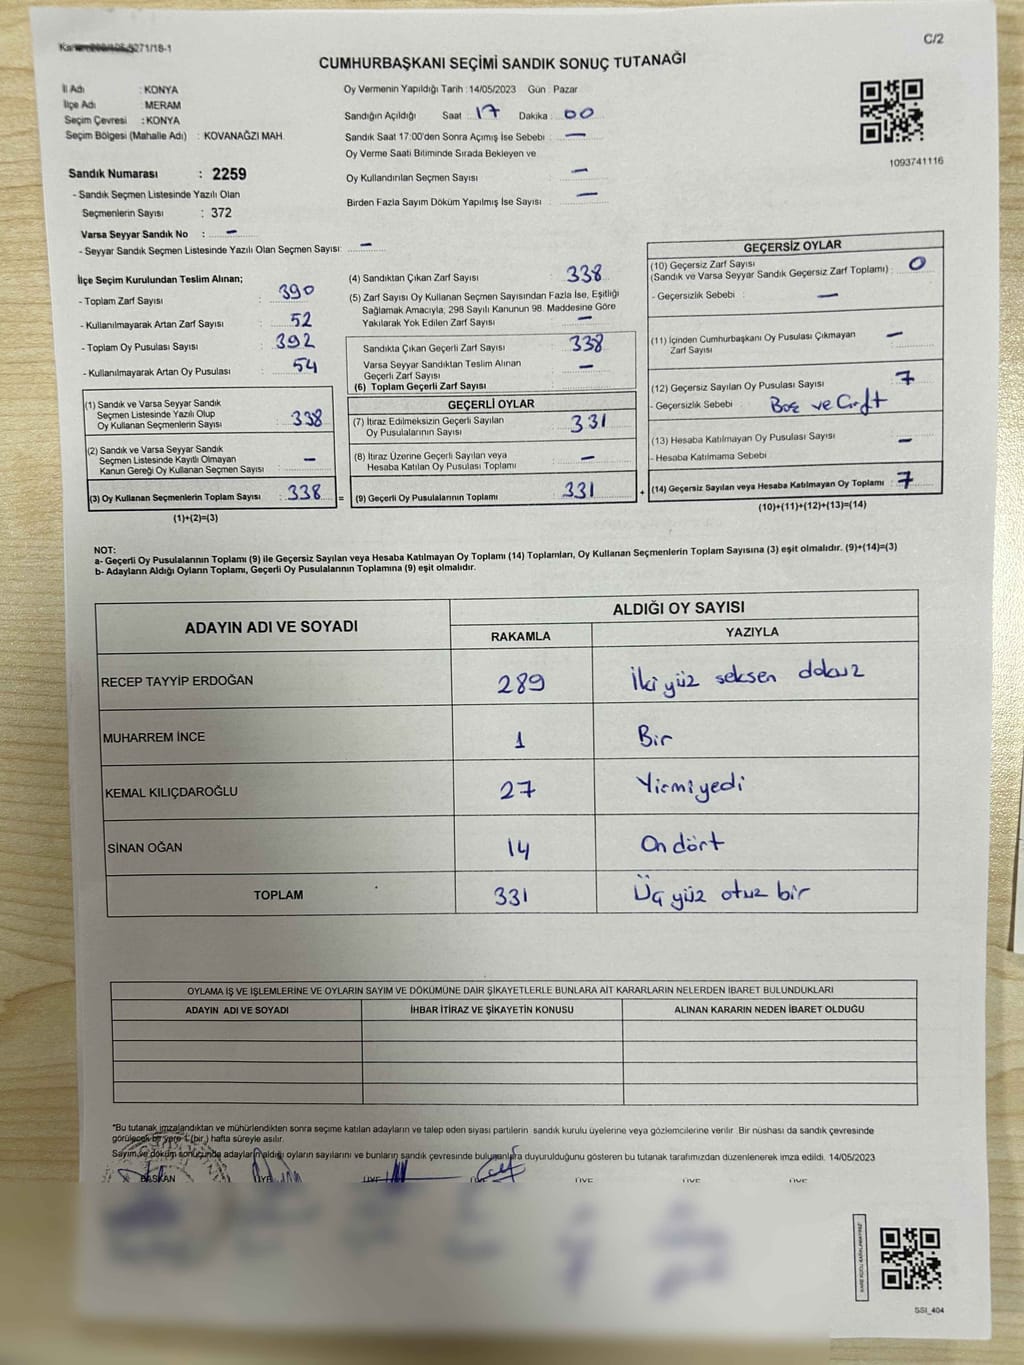 C/2
CUMHURBAŞKANI SEÇİMİ SANDIK SONUÇ TUTANAĞI
İl Adı : KONYA
İlçe Adı : MERAM
Seçim Çevresi : KONYA
Seçim Bölgesi (Mahalle Adı) : KOVANAĞZI MAH.
Oy Vermenin Yapıldığı Tarih : 14/05/2023 Gün : Pazar
Sandığın Açıldığı Saat 17 Dakika 00
Sandık Saat 17:00'den Sonra Açımış İse Sebebi : —
Oy Verme Saati Bitiminde Sırada Bekleyen ve
Oy Kullandırılan Seçmen Sayısı : —
Birden Fazla Sayım Döküm Yapılmış İse Sayısı : —
1093741116
Sandık Numarası : 2259
- Sandık Seçmen Listesinde Yazılı Olan
Seçmenlerin Sayısı : 372
Varsa Seyyar Sandık No : —
- Seyyar Sandık Seçmen Listesinde Yazılı Olan Seçmen Sayısı: —
İlçe Seçim Kurulundan Teslim Alınan;
- Toplam Zarf Sayısı : 390
- Kullanılmayarak Artan Zarf Sayısı : 52
- Toplam Oy Pusulası Sayısı : 392
- Kullanılmayarak Artan Oy Pusulası : 54
(1) Sandık ve Varsa Seyyar Sandık
Seçmen Listesinde Yazılı Olup
Oy Kullanan Seçmenlerin Sayısı : 338
(2) Sandık ve Varsa Seyyar Sandık
Seçmen Listesinde Kayıtlı Olmayan
Kanun Gereği Oy Kullanan Seçmen Sayısı : —
(3) Oy Kullanan Seçmenlerin Toplam Sayısı : 338 =
(1)+(2)=(3)
(4) Sandıktan Çıkan Zarf Sayısı : 338
(5) Zarf Sayısı Oy Kullanan Seçmen Sayısından Fazla İse, Eşitliği
Sağlamak Amacıyla; 298 Sayılı Kanunun 98. Maddesine Göre
Yakılarak Yok Edilen Zarf Sayısı : —
Sandıkta Çıkan Geçerli Zarf Sayısı : 338
Varsa Seyyar Sandıktan Teslim Alınan
Geçerli Zarf Sayısı : —
(6) Toplam Geçerli Zarf Sayısı :
GEÇERLİ OYLAR
(7) İtiraz Edilmeksizin Geçerli Sayılan
Oy Pusulalarının Sayısı : 331
(8) İtiraz Üzerine Geçerli Sayılan veya
Hesaba Katılan Oy Pusulası Toplamı : —
(9) Geçerli Oy Pusulalarının Toplamı : 331 +
GEÇERSİZ OYLAR
(10) Geçersiz Zarf Sayısı
(Sandık ve Varsa Seyyar Sandık Geçersiz Zarf Toplamı) : 0
- Geçersizlik Sebebi : —
(11) İçinden Cumhurbaşkanı Oy Pusulası Çıkmayan
Zarf Sayısı : —
(12) Geçersiz Sayılan Oy Pusulası Sayısı : 7
- Geçersizlik Sebebi : Boş ve Çift
(13) Hesaba Katılmayan Oy Pusulası Sayısı : —
- Hesaba Katılmama Sebebi :
(14) Geçersiz Sayılan veya Hesaba Katılmayan Oy Toplamı : 7
(10)+(11)+(12)+(13)=(14)
NOT:
a- Geçerli Oy Pusulalarının Toplamı (9) ile Geçersiz Sayılan veya Hesaba Katılmayan Oy Toplamı (14) Toplamları, Oy Kullanan Seçmenlerin Toplam Sayısına (3) eşit olmalıdır. (9)+(14)=(3)
b- Adayların Aldığı Oyların Toplamı, Geçerli Oy Pusulalarının Toplamına (9) eşit olmalıdır.
ADAYIN ADI VE SOYADI ALDIĞI OY SAYISI
RAKAMLA YAZIYLA
RECEP TAYYİP ERDOĞAN 289 İki yüz seksen dokuz
MUHARREM İNCE 1 Bir
KEMAL KILIÇDAROĞLU 27 Yirmi yedi
SİNAN OĞAN 14 On dört
TOPLAM 331 Üç yüz otuz bir
OYLAMA İŞ VE İŞLEMLERİNE VE OYLARIN SAYIM VE DÖKÜMÜNE DAİR ŞİKAYETLERLE BUNLARA AİT KARARLARIN NELERDEN İBARET BULUNDUKLARI
ADAYIN ADI VE SOYADI İHBAR İTİRAZ VE ŞİKAYETİN KONUSU ALINAN KARARIN NEDEN İBARET OLDUĞU
*Bu tutanak imzalandıktan ve mühürlendikten sonra seçime katılan adayların ve talep eden siyasi partilerin sandık kurulu üyelerine veya gözlemcilerine verilir. Bir nüshası da sandık çevresinde
görülecek bir yere 1 (bir) hafta süreyle asılır.
Sayım ve döküm sonucunda adayların aldığı oyların sayılarını ve bunların sandık çevresinde bulunanlara duyurulduğunu gösteren bu tutanak tarafımızdan düzenlenerek imza edildi. 14/05/2023
BAŞKAN ÜYE ÜYE ÜYE ÜYE ÜYE ÜYE
SSI_404